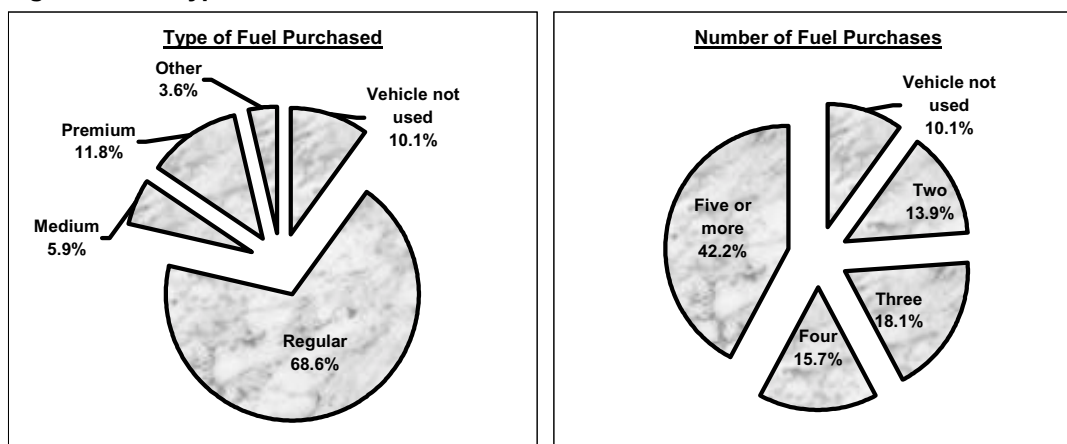 Type of Fuel Purchased
Other
3.6%
Vehicle not
used
10.1%
Premium
11.8%
Medium
5.9%
Regular
68.6%
Number of Fuel Purchases
Vehicle not
used
10.1%
Two
13.9%
Five or
more
42.2%
Three
18.1%
Four
15.7%